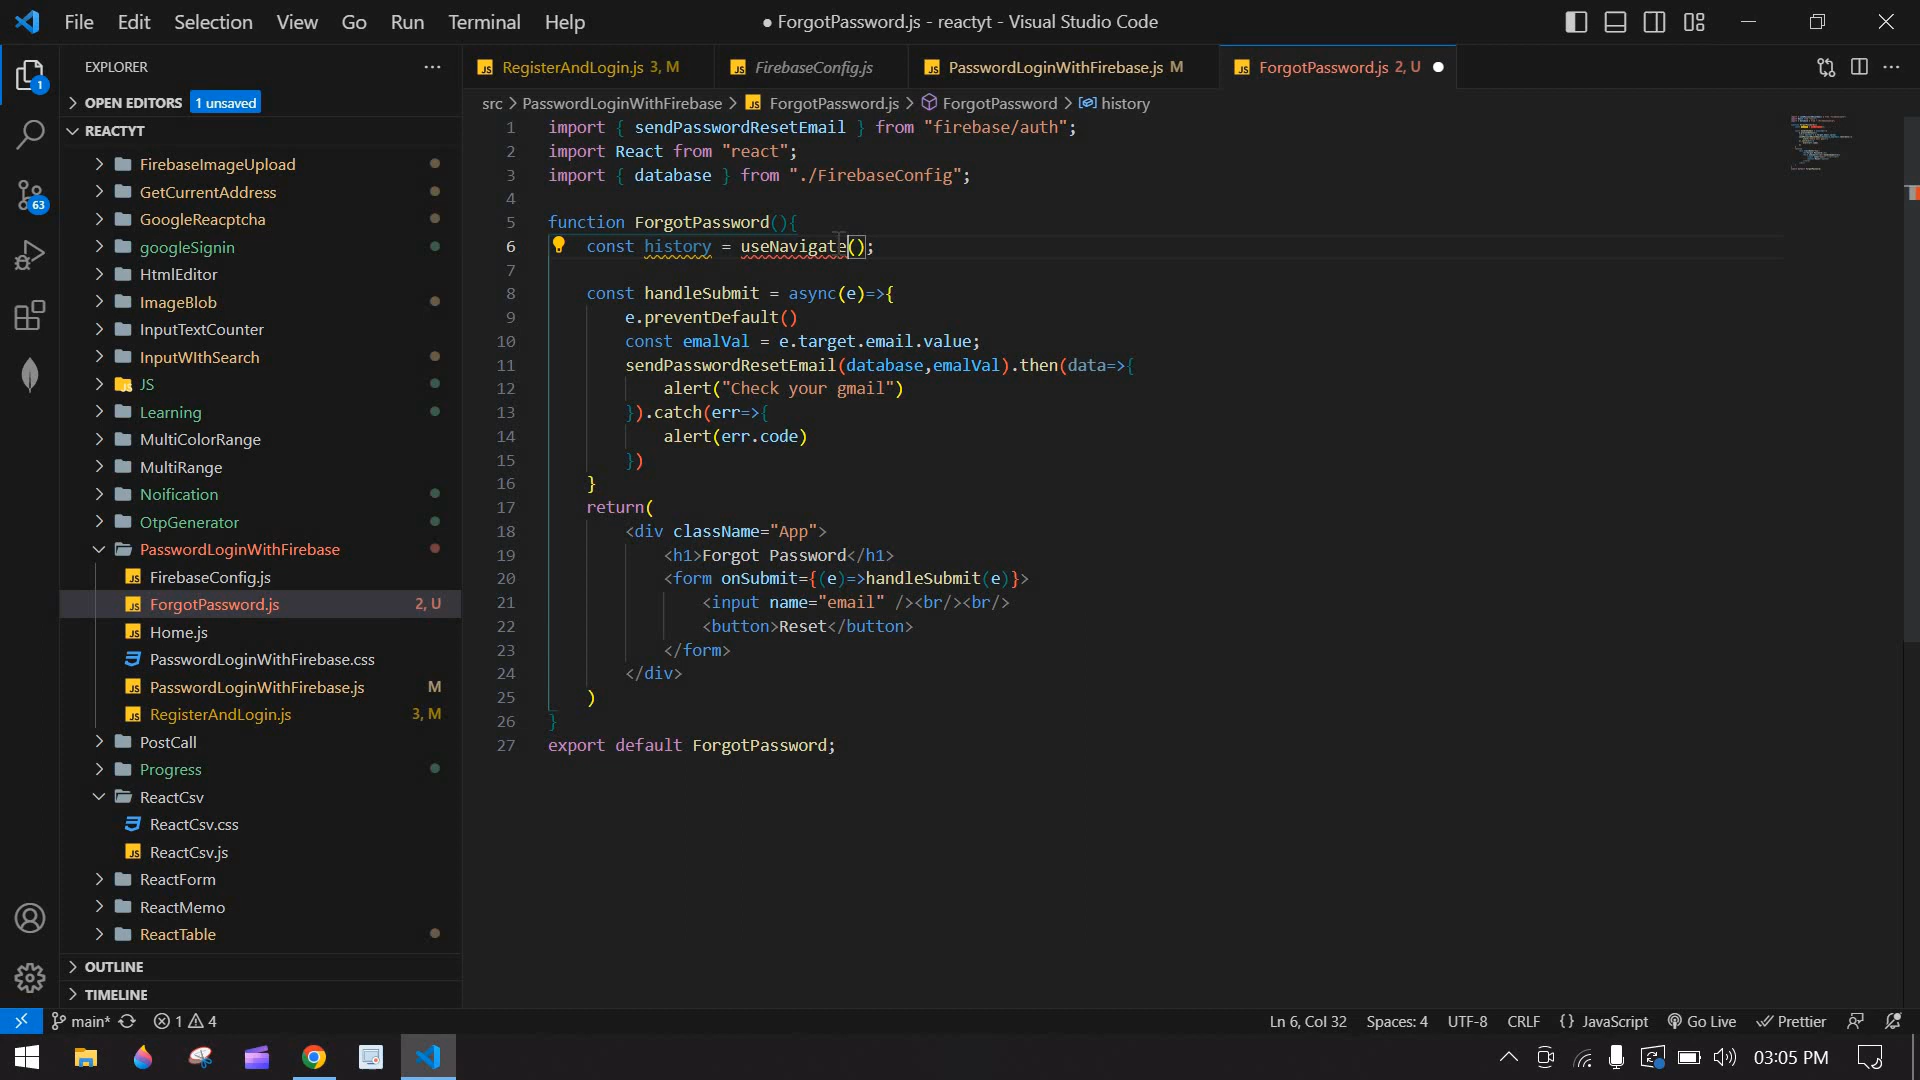 File Edit Selection View Go Run Terminal Help
● ForgotPassword.js - reactyt - Visual Studio Code
EXPLORER
OPEN EDITORS 1 unsaved
REACTYT
FirebaseImageUpload
GetCurrentAddress
GoogleReacptcha
googleSignin
HtmlEditor
ImageBlob
InputTextCounter
InputWIthSearch
JS
Learning
MultiColorRange
MultiRange
Noification
OtpGenerator
PasswordLoginWithFirebase
FirebaseConfig.js
ForgotPassword.js 2, U
Home.js
PasswordLoginWithFirebase.css
PasswordLoginWithFirebase.js M
RegisterAndLogin.js 3, M
PostCall
Progress
ReactCsv
ReactCsv.css
ReactCsv.js
ReactForm
ReactMemo
ReactTable
OUTLINE
TIMELINE
1
63
RegisterAndLogin.js 3, M FirebaseConfig.js PasswordLoginWithFirebase.js M ForgotPassword.js 2, U
src > PasswordLoginWithFirebase > ForgotPassword.js > ForgotPassword > history
1 import { sendPasswordResetEmail } from "firebase/auth";
2 import React from "react";
3 import { database } from "./FirebaseConfig";
4
5 function ForgotPassword(){
6 const history = useNavigate();
7
8 const handleSubmit = async(e)=>{
9 e.preventDefault()
10 const emalVal = e.target.email.value;
11 sendPasswordResetEmail(database,emalVal).then(data=>{
12 alert("Check your gmail")
13 }).catch(err=>{
14 alert(err.code)
15 })
16 }
17 return(
18 <div className="App">
19 <h1>Forgot Password</h1>
20 <form onSubmit={(e)=>handleSubmit(e)}>
21 <input name="email" /><br/><br/>
22 <button>Reset</button>
23 </form>
24 </div>
25 )
26 }
27 export default ForgotPassword;
main* 1 4 Ln 6, Col 32 Spaces: 4 UTF-8 CRLF {} JavaScript Go Live Prettier
03:05 PM